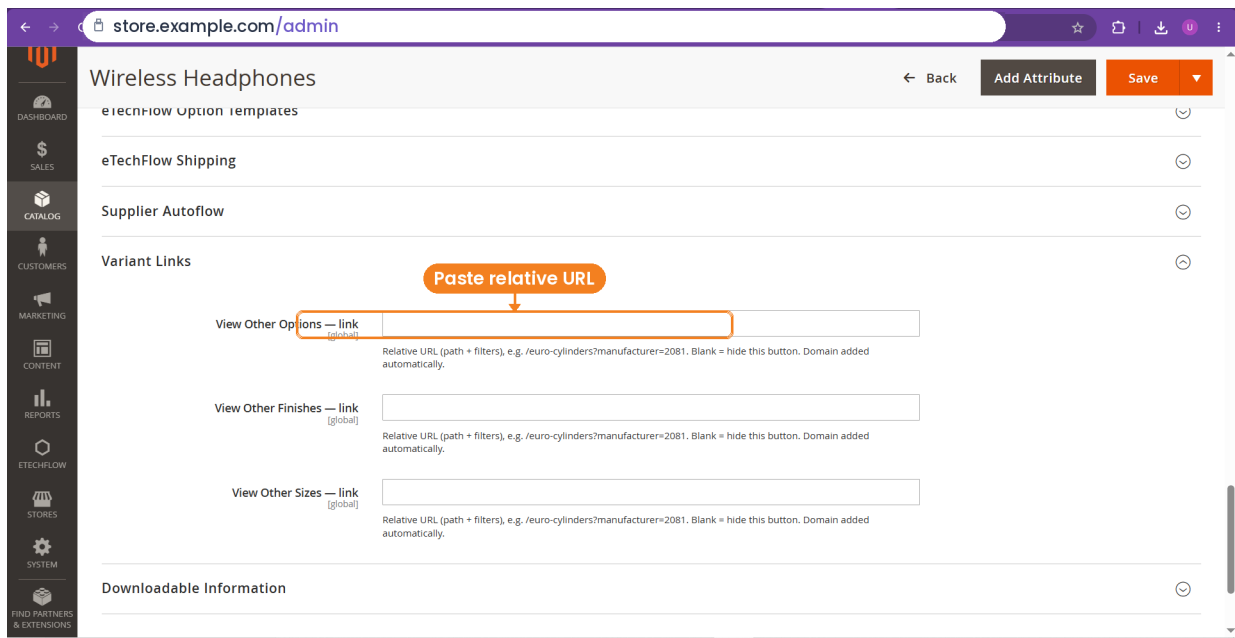 store.example.com/admin
U
Wireless Headphones
← Back
Add Attribute
Save
DASHBOARD
SALES
CATALOG
CUSTOMERS
MARKETING
CONTENT
REPORTS
ETECHFLOW
STORES
SYSTEM
FIND PARTNERS
& EXTENSIONS
eTechFlow Option Templates
eTechFlow Shipping
Supplier Autoflow
Variant Links
Paste relative URL
View Other Options — link
[global]
Relative URL (path + filters), e.g. /euro-cylinders?manufacturer=2081. Blank = hide this button. Domain added
automatically.
View Other Finishes — link
[global]
Relative URL (path + filters), e.g. /euro-cylinders?manufacturer=2081. Blank = hide this button. Domain added
automatically.
View Other Sizes — link
[global]
Relative URL (path + filters), e.g. /euro-cylinders?manufacturer=2081. Blank = hide this button. Domain added
automatically.
Downloadable Information